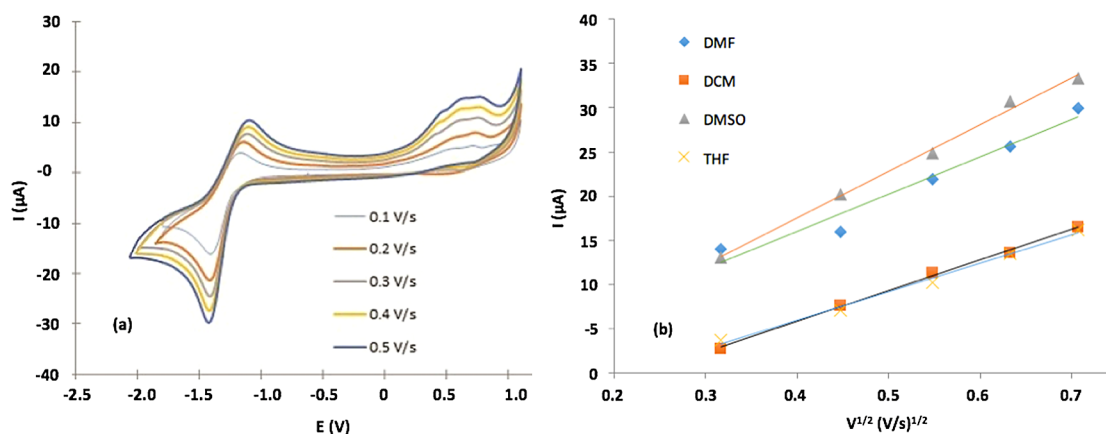 30
20
10
-0
-10
-20
-30
-40
I (µA)
-2.5
-2.0
-1.5
-1.0
-0.5
0
0.5
1.0
E (V)
(a)
0.1 V/s
0.2 V/s
0.3 V/s
0.4 V/s
0.5 V/s
40
35
30
25
20
15
10
-5
0
I (µA)
0.2
0.3
0.4
0.5
0.6
0.7
0.8
V1/2 (V/s)1/2
(b)
DMF
DCM
DMSO
THF